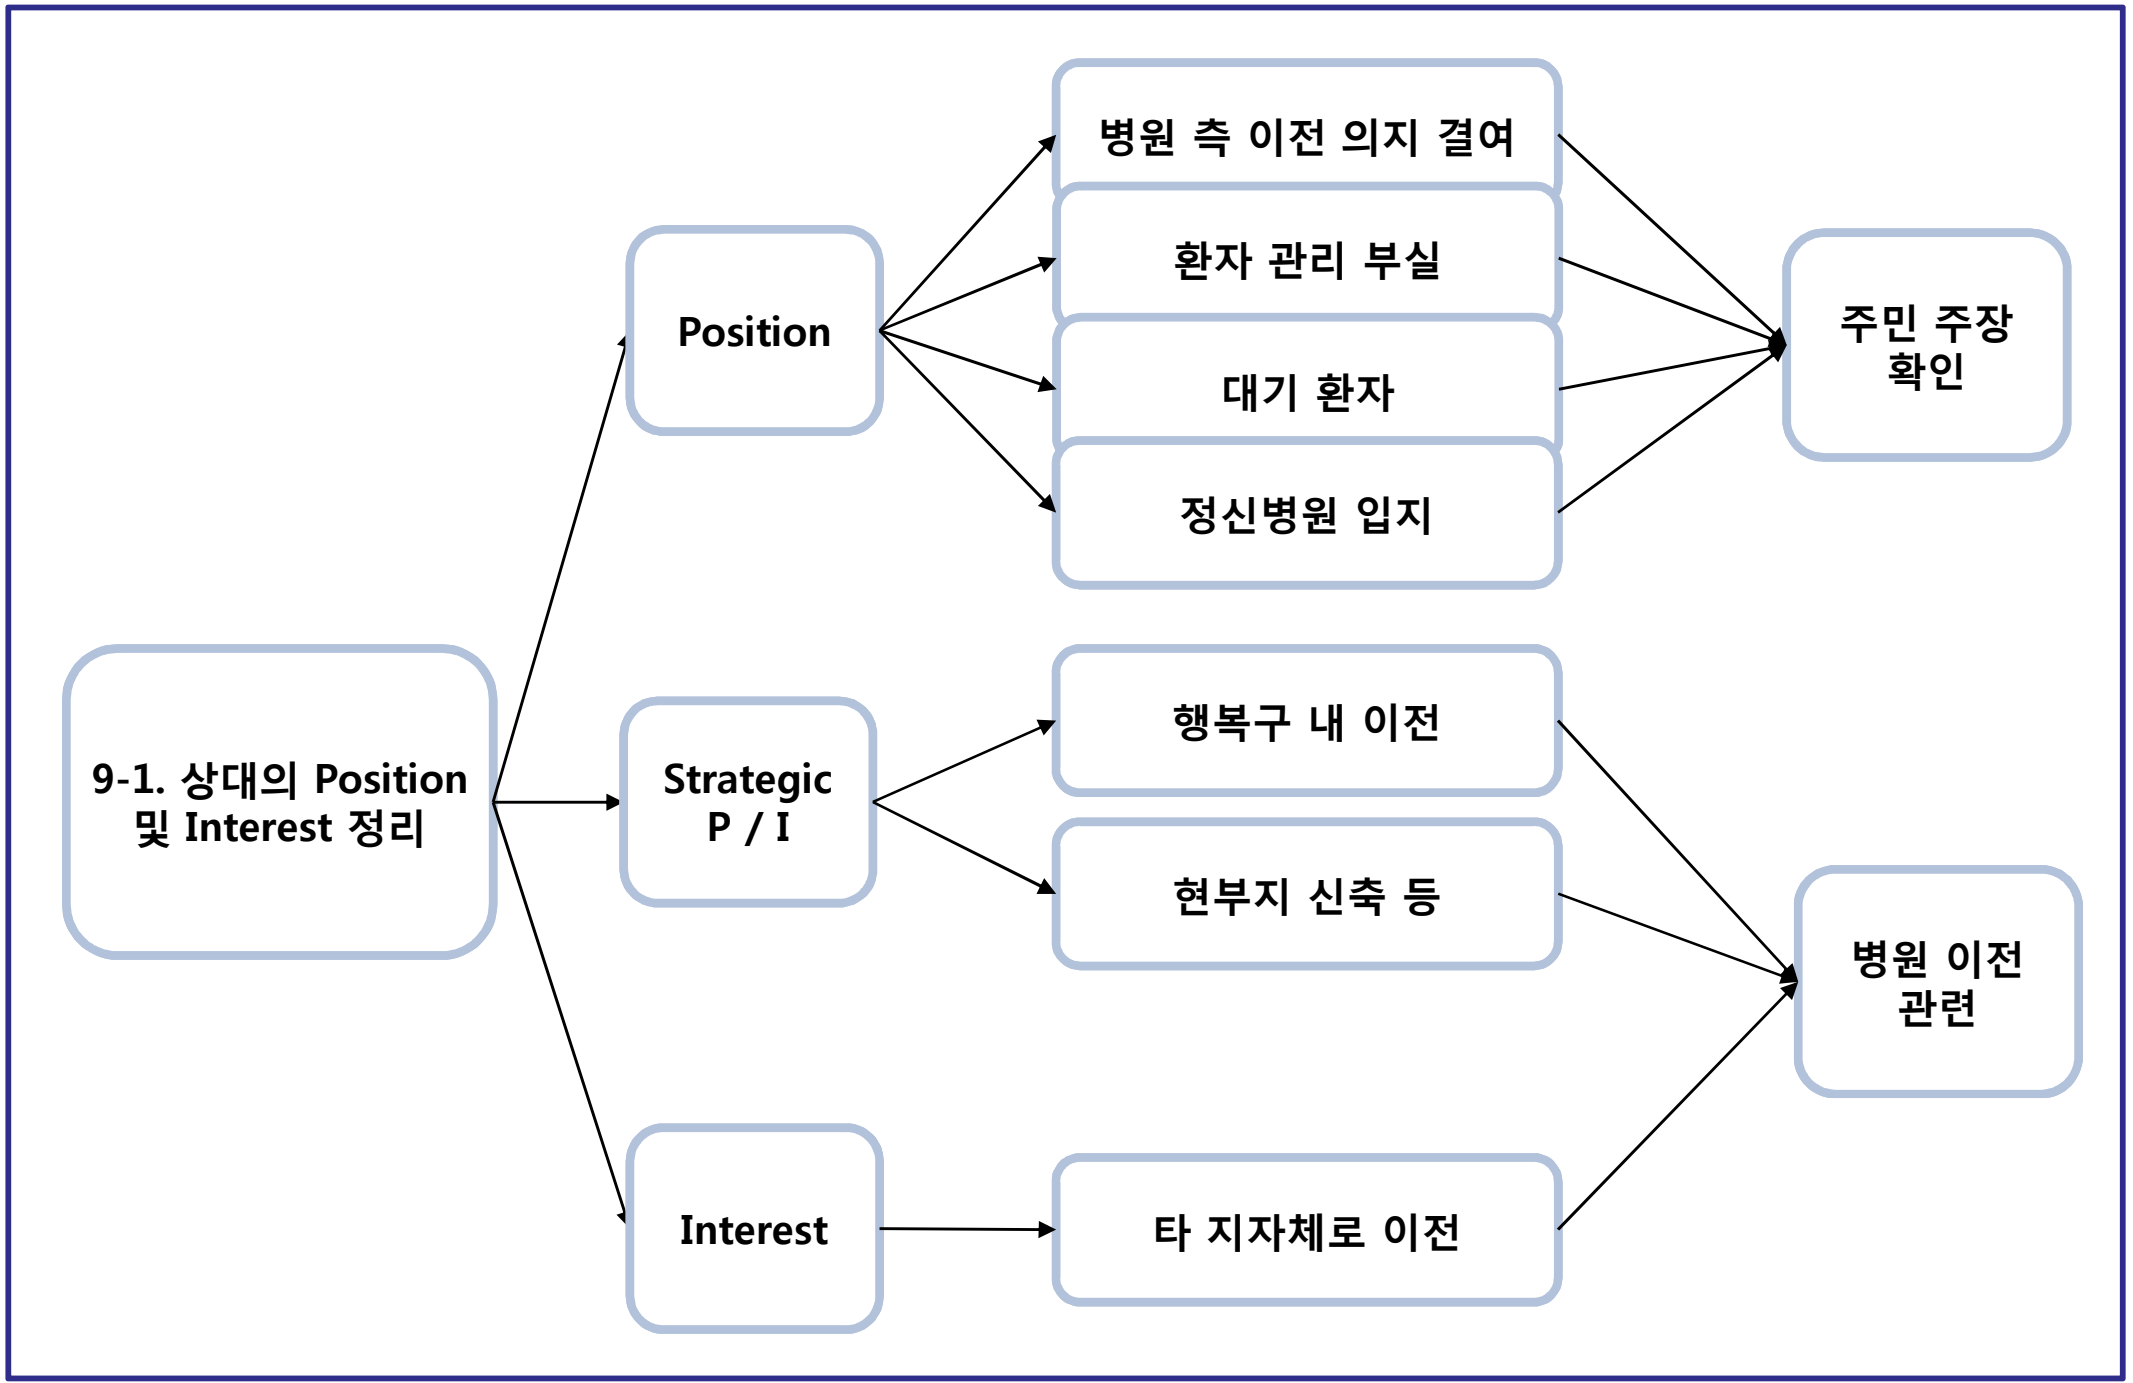 병원 측 이전 의지 결여
환자 관리 부실
Position
주민 주장
확인
대기 환자
정신병원 입지
행복구 내 이전
9-1. 상대의 Position
및 Interest 정리
Strategic
P / I
현부지 신축 등
병원 이전
관련
Interest
타 지자체로 이전